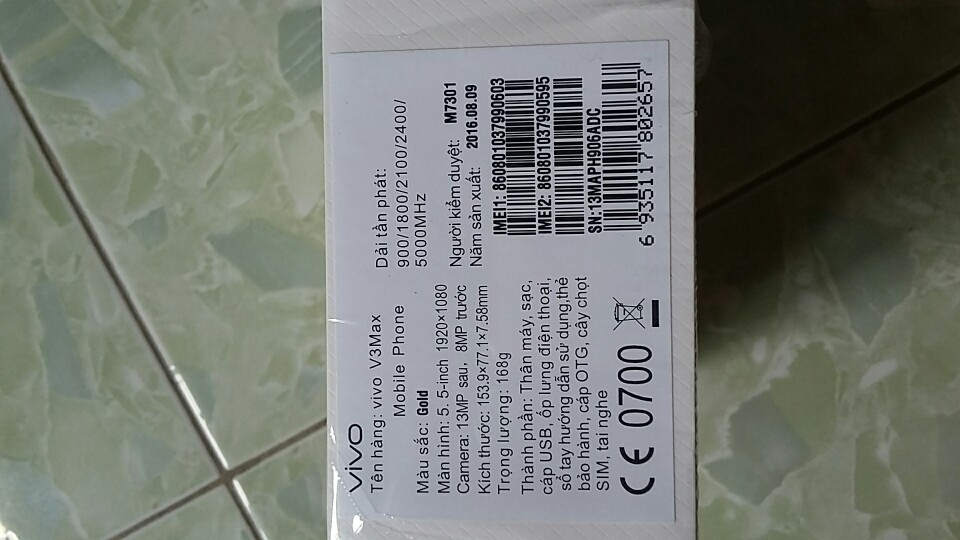 vivo
Tên hàng: vivo V3Max
Mobile Phone
Màu sắc: Gold
Màn hình: 5. 5-inch 1920×1080
Camera: 13MP sau, 8MP trước
Kích thước: 153.9×77.1×7.58mm
Trọng lượng: 168g
Thành phần: Thân máy, sạc,
cáp USB, ốp lưng điện thoại,
sổ tay hướng dẫn sử dụng,thẻ
bảo hành, cáp OTG, cây chọt
SIM, tai nghe
CE 0700
Dải tần phát:
900/1800/2100/2400/
5000MHz
Người kiểm duyệt: M7301
Năm sản xuất: 2016.08.09
IMEI1: 860801037990603
IMEI2: 860801037990595
SN:13MAPH906ADC
6 935117 802657